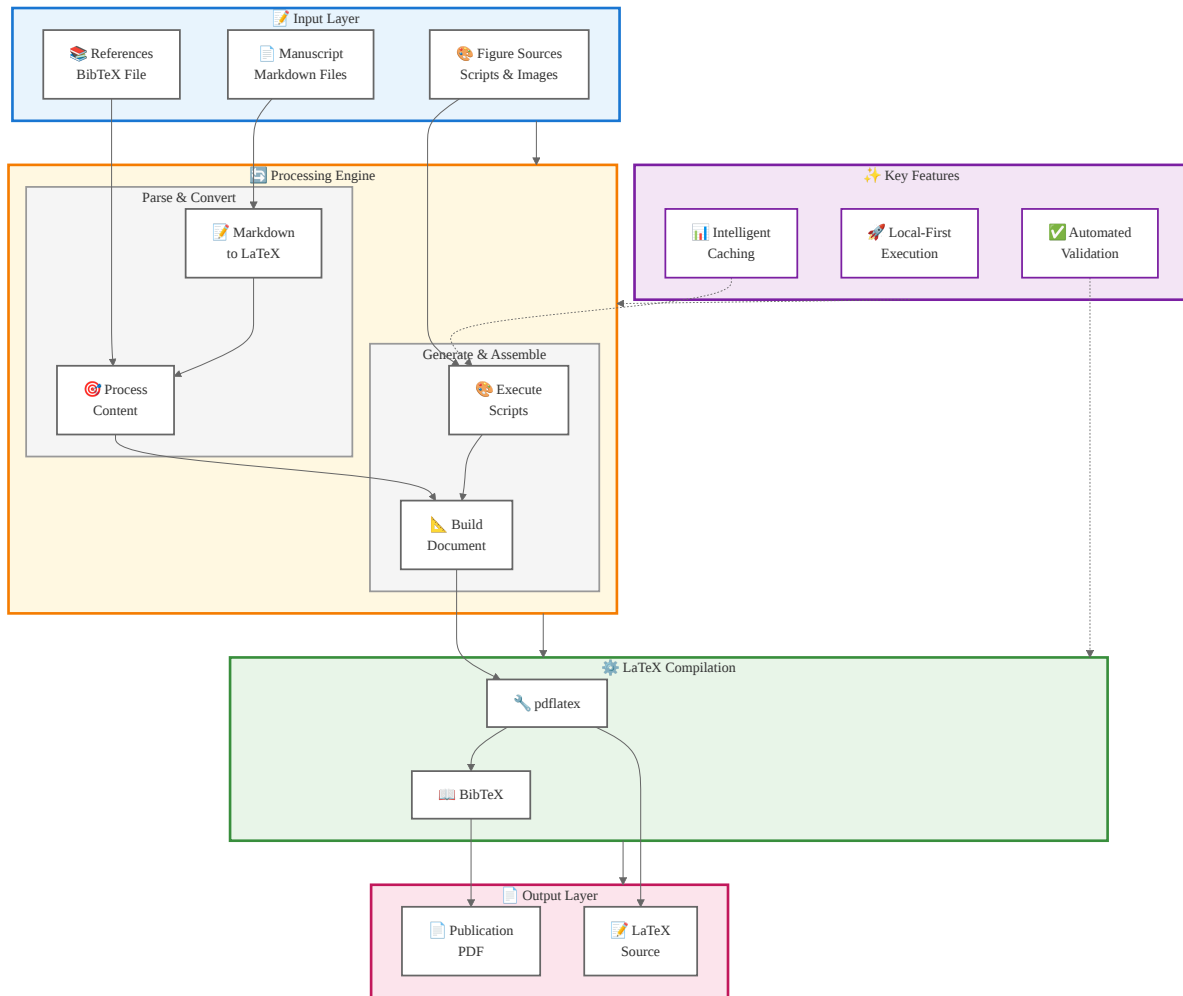 📝 Input Layer
📚 References
BibTeX File
📄 Manuscript
Markdown Files
🎨 Figure Sources
Scripts & Images
🔄 Processing Engine
Parse & Convert
📝 Markdown
to LaTeX
🎯 Process
Content
Generate & Assemble
🎨 Execute
Scripts
📐 Build
Document
✨ Key Features
📊 Intelligent
Caching
🚀 Local-First
Execution
✅ Automated
Validation
⚙️ LaTeX Compilation
🔧 pdflatex
📖 BibTeX
📄 Output Layer
📄 Publication
PDF
📝 LaTeX
Source